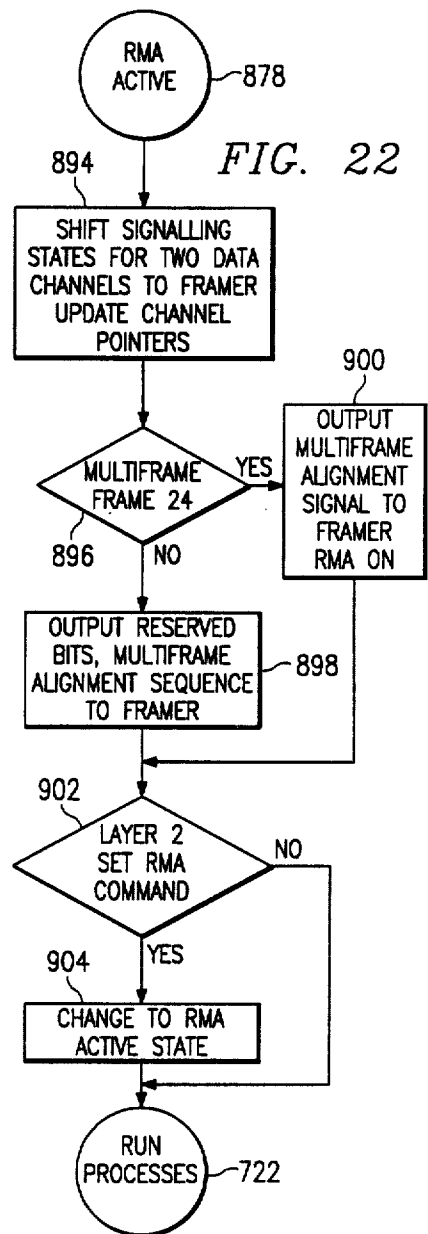 RMA
ACTIVE
878
FIG. 22
894
SHIFT SIGNALLING
STATES FOR TWO DATA
CHANNELS TO FRAMER
UPDATE CHANNEL
POINTERS
900
OUTPUT
MULTIFRAME
ALIGNMENT
SIGNAL TO
FRAMER
RMA ON
MULTIFRAME
FRAME 24
YES
896
NO
OUTPUT RESERVED
BITS, MULTIFRAME
ALIGNMENT SEQUENCE
TO FRAMER
898
902
LAYER 2
SET RMA
COMMAND
NO
YES
904
CHANGE TO RMA
ACTIVE STATE
RUN
PROCESSES
722